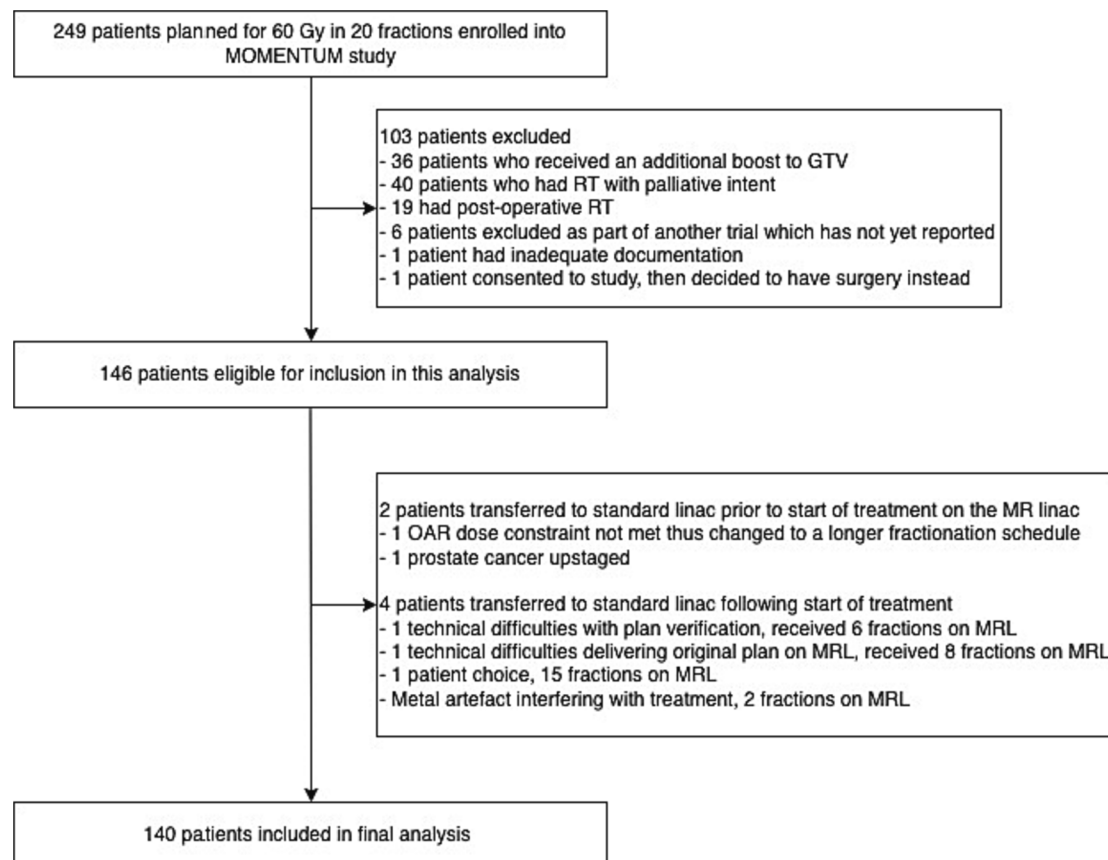 249 patients planned for 60 Gy in 20 fractions enrolled into
MOMENTUM study
103 patients excluded
- 36 patients who received an additional boost to GTV
- 40 patients who had RT with palliative intent
- 19 had post-operative RT
- 6 patients excluded as part of another trial which has not yet reported
- 1 patient had inadequate documentation
- 1 patient consented to study, then decided to have surgery instead
146 patients eligible for inclusion in this analysis
2 patients transferred to standard linac prior to start of treatment on the MR linac
- 1 OAR dose constraint not met thus changed to a longer fractionation schedule
- 1 prostate cancer upstaged
4 patients transferred to standard linac following start of treatment
- 1 technical difficulties with plan verification, received 6 fractions on MRL
- 1 technical difficulties delivering original plan on MRL, received 8 fractions on MRL
- 1 patient choice, 15 fractions on MRL
- Metal artefact interfering with treatment, 2 fractions on MRL
140 patients included in final analysis